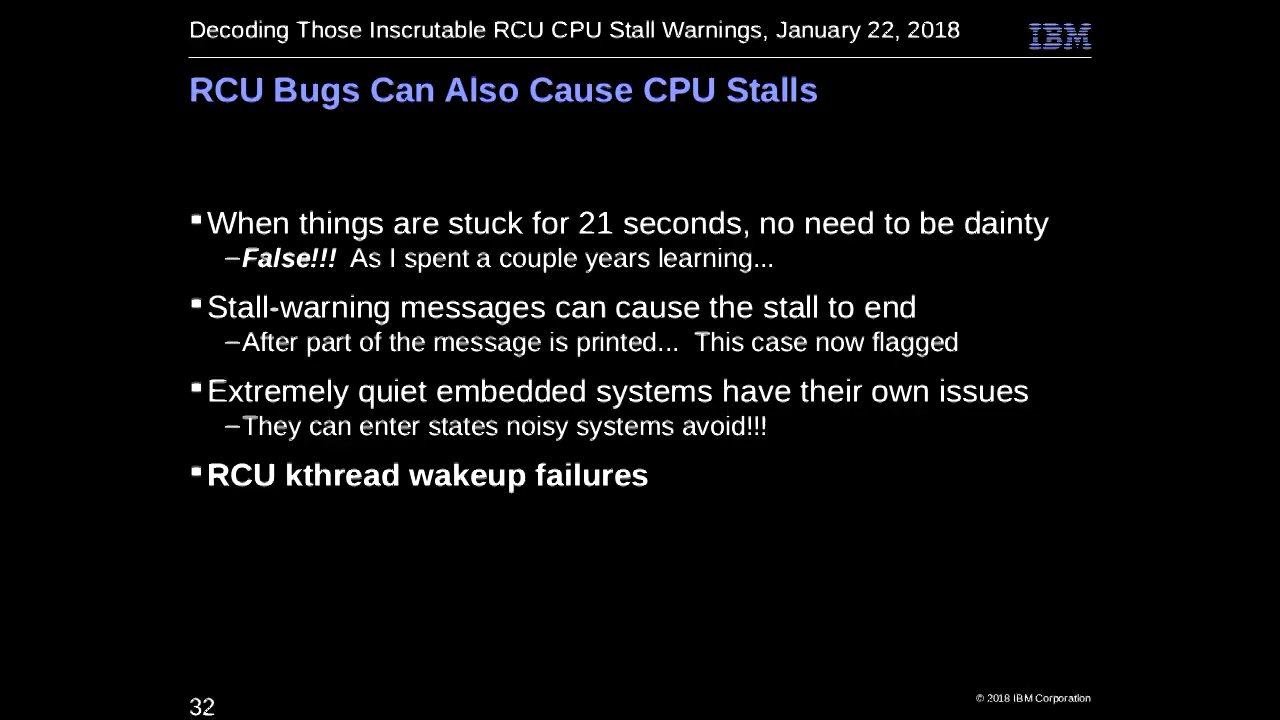 Decoding Those Inscrutable RCU CPU Stall Warnings, January 22, 2018
IBM
RCU Bugs Can Also Cause CPU Stalls
▪When things are stuck for 21 seconds, no need to be dainty
–False!!!  As I spent a couple years learning...
▪Stall-warning messages can cause the stall to end
–After part of the message is printed...  This case now flagged
▪Extremely quiet embedded systems have their own issues
–They can enter states noisy systems avoid!!!
▪RCU kthread wakeup failures
32
© 2018 IBM Corporation